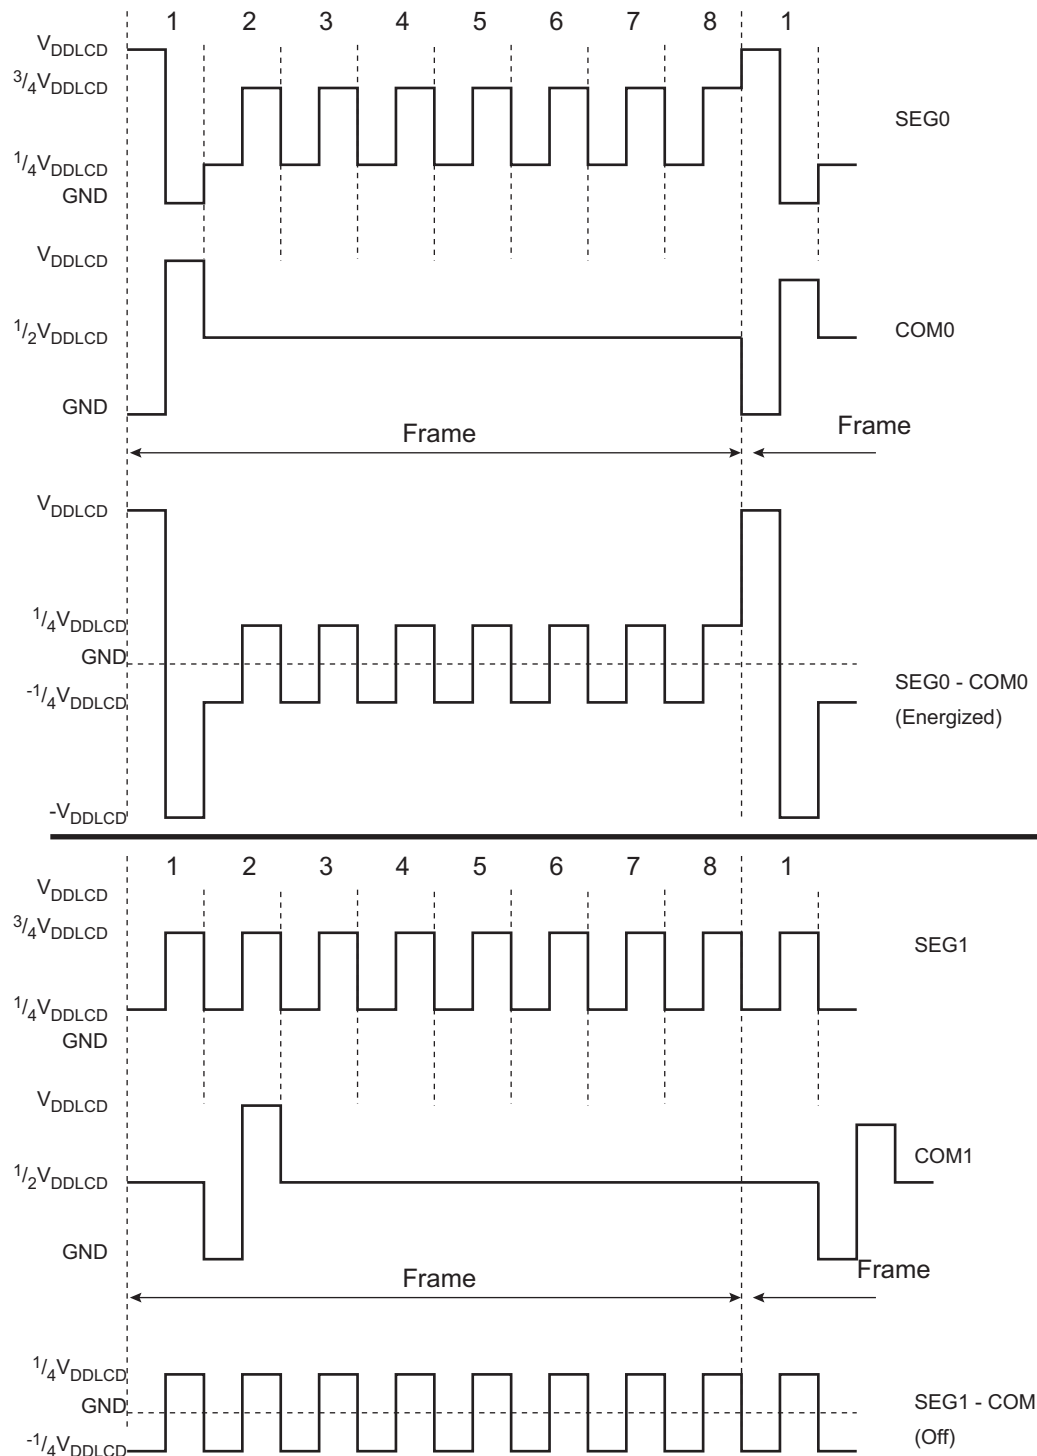 1 2 3 4 5 6 7 8 1
VDDLCD
3/4VDDLCD
SEG0
1/4VDDLCD
GND
VDDLCD
1/2VDDLCD
COM0
GND
Frame Frame
VDDLCD
1/4VDDLCD
GND
-1/4VDDLCD
SEG0 - COM0
(Energized)
-VDDLCD
1 2 3 4 5 6 7 8 1
VDDLCD
3/4VDDLCD
SEG1
1/4VDDLCD
GND
VDDLCD
COM1
1/2VDDLCD
GND
Frame Frame
1/4VDDLCD
GND
SEG1 - COM
(Off)
-1/4VDDLCD